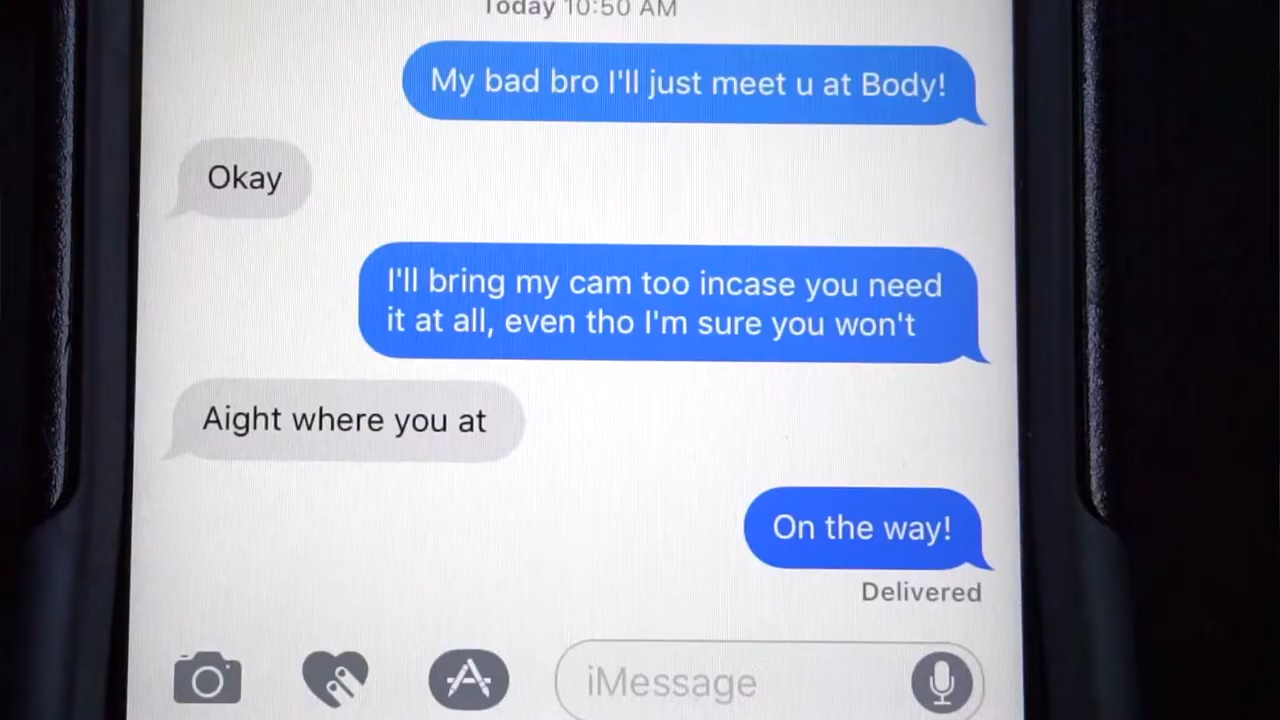 Today 10:50 AM
My bad bro I'll just meet u at Body!
Okay
I'll bring my cam too incase you need
it at all, even tho I'm sure you won't
Aight where you at
On the way!
Delivered
iMessage